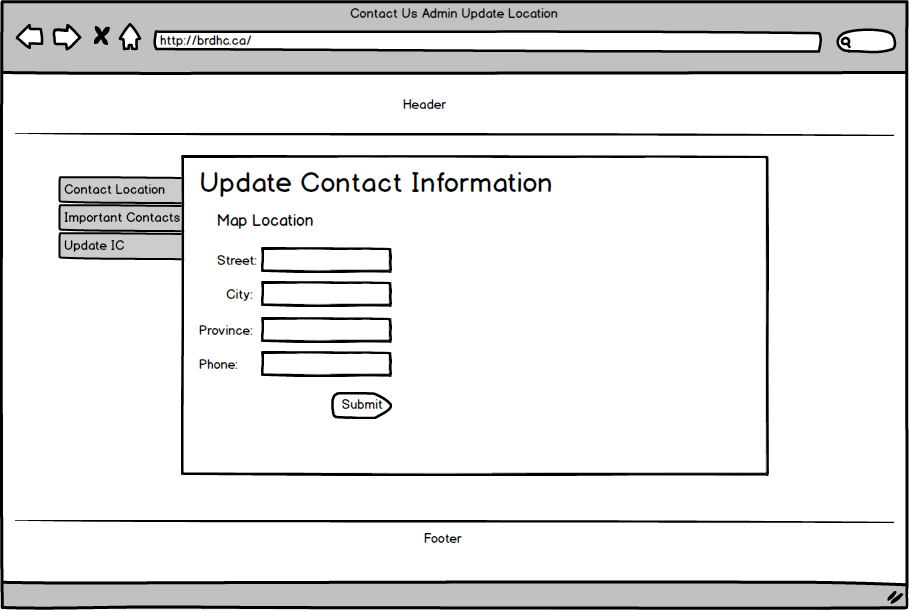 Contact Us Admin Update Location
http://brdhc.ca/
Header
Contact Location
Important Contacts
Update IC
Update Contact Information
Map Location
Street:
City:
Province:
Phone:
Submit
Footer